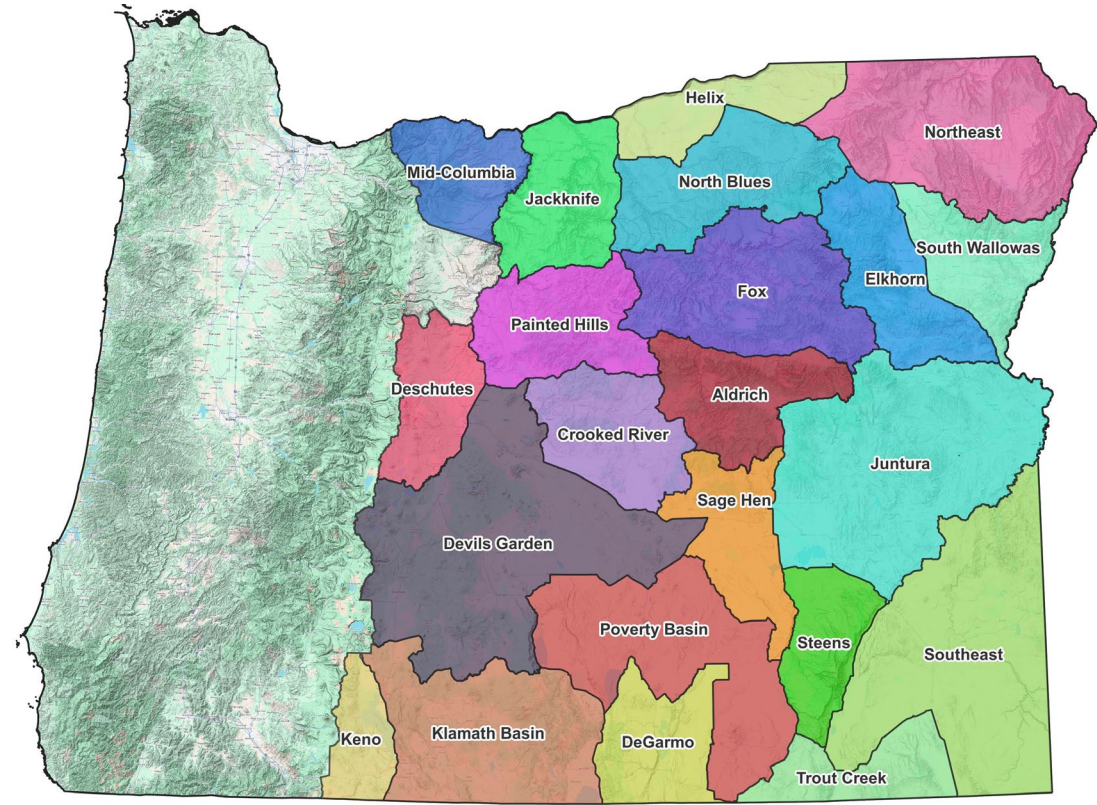 Helix
Northeast
Mid-Columbia
North Blues
Jackknife
South Wallowas
Elkhorn
Fox
Painted Hills
Deschutes
Aldrich
Crooked River
Juntura
Sage Hen
Devils Garden
Poverty Basin
Steens
Southeast
Klamath Basin
Keno
DeGarmo
Trout Creek